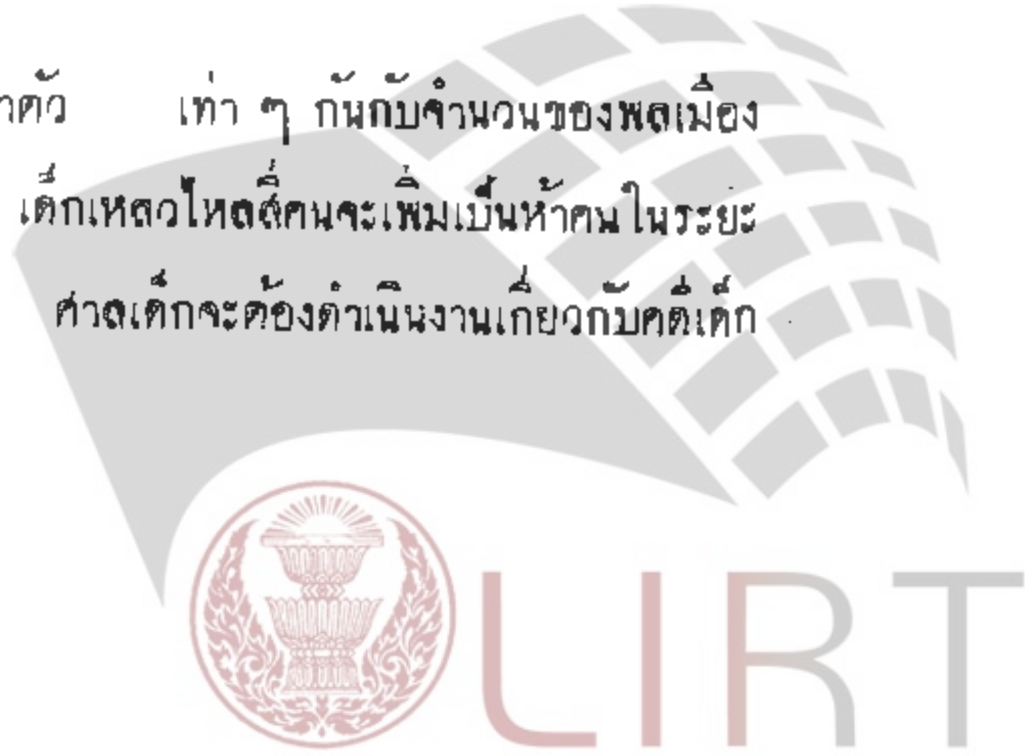 เท่า ๆ กันกับจำนวนของพลเมือง
เด็กเหลวไหลสี่คนจะเพิ่มเป็นห้าคนในระยะ
ศาลเด็กจะต้องดำเนินงานเกี่ยวกับคดีเด็ก
LIRT